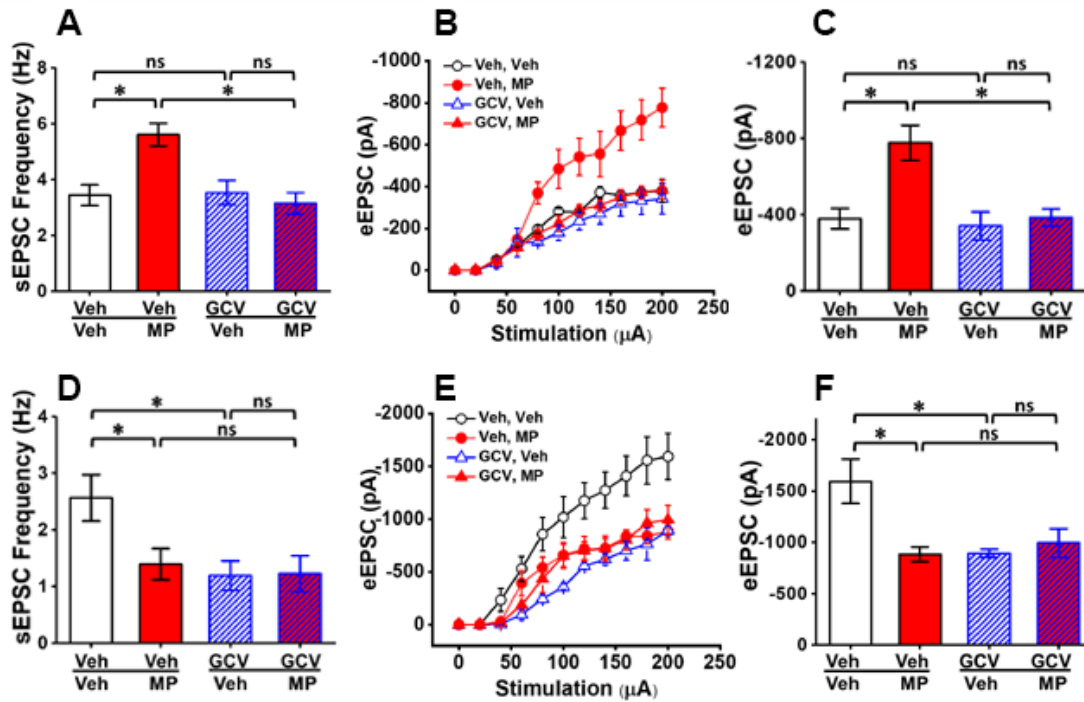 A
sEPSC Frequency (Hz)
8
6
4
2
0
ns
ns
*
*
Veh Veh GCV GCV
Veh MP Veh MP
B
eEPSC (pA)
-1000
-800
-600
-400
-200
0
Veh, Veh
Veh, MP
GCV, Veh
GCV, MP
0 50 100 150 200 250
Stimulation (μA)
C
eEPSC (pA)
-1200
-800
-400
0
ns
ns
*
*
Veh Veh GCV GCV
Veh MP Veh MP
D
sEPSC Frequency (Hz)
4
3
2
1
0
*
ns
*
ns
Veh Veh GCV GCV
Veh MP Veh MP
E
eEPSC (pA)
-2000
-1500
-1000
-500
0
Veh, Veh
Veh, MP
GCV, Veh
GCV, MP
0 50 100 150 200 250
Stimulation (μA)
F
eEPSC (pA)
-2000
-1500
-1000
-500
0
*
ns
*
ns
Veh Veh GCV GCV
Veh MP Veh MP